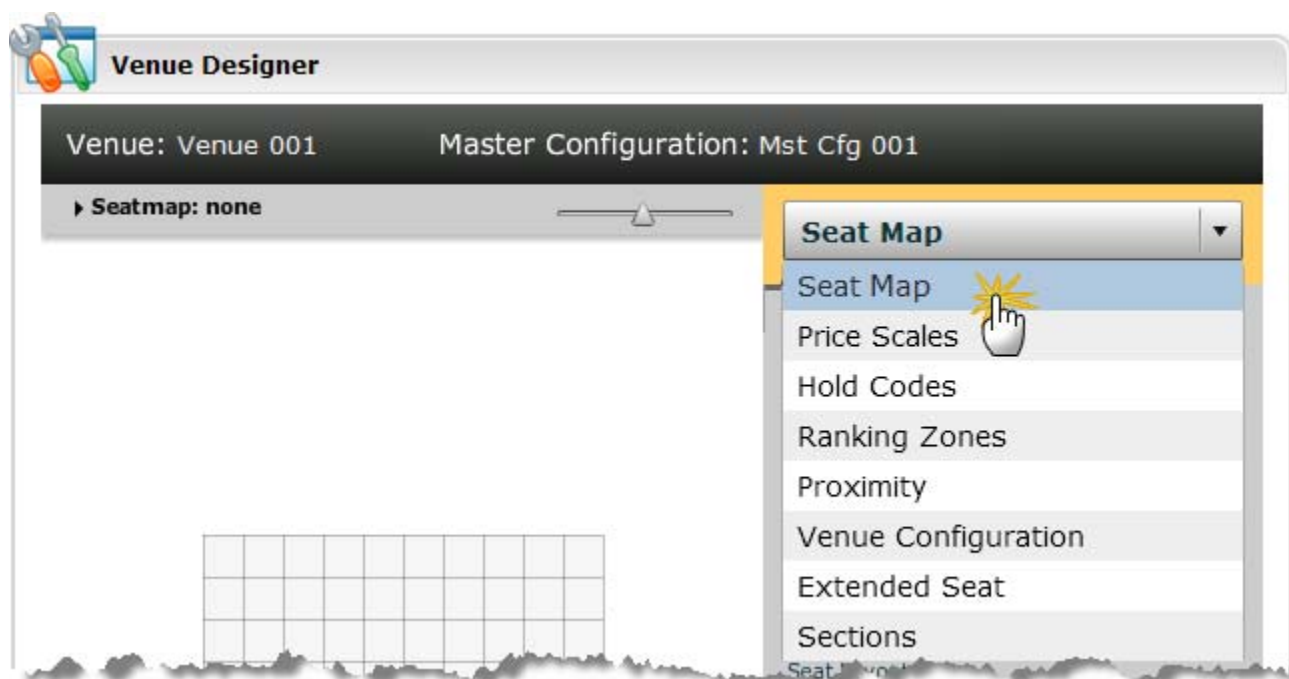 Venue Designer
Venue: Venue 001 Master Configuration: Mst Cfg 001
Seatmap: none
Seat Map
Seat Map
Price Scales
Hold Codes
Ranking Zones
Proximity
Venue Configuration
Extended Seat
Sections
Seat